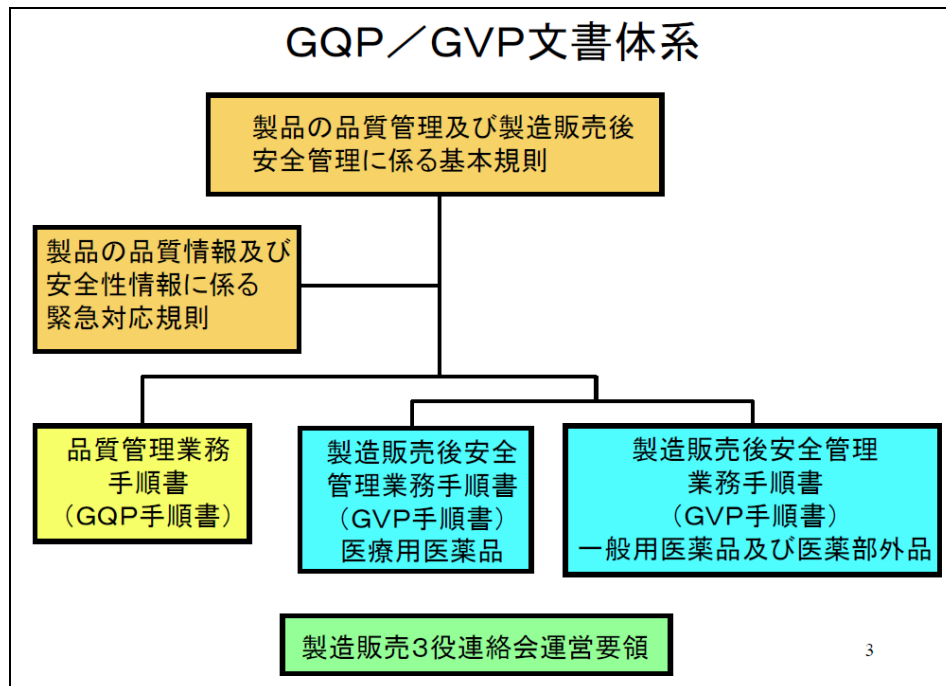 GQP／GVP文書体系
製品の品質管理及び製造販売後
安全管理に係る基本規則
製品の品質情報及び
安全性情報に係る
緊急対応規則
品質管理業務
手順書
（GQP手順書）
製造販売後安全
管理業務手順書
（GVP手順書）
医療用医薬品
製造販売後安全管理
業務手順書
（GVP手順書）
一般用医薬品及び医薬部外品
製造販売３役連絡会運営要領
3